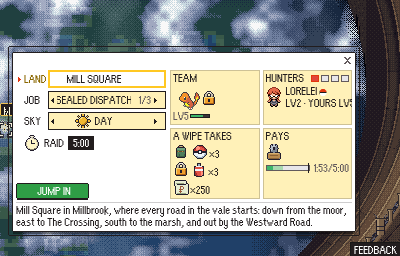 X
LAND MILL SQUARE
JOB SEALED DISPATCH 1/3
SKY DAY
RAID 5:00
JUMP IN
TEAM
LV5
HUNTERS
LORELEI
LV2 · YOURS LV5
A WIPE TAKES
×3
×3
×250
PAYS
1:53/5:00
Mill Square in Millbrook, where every road in the vale starts: down from the moor,
east to The Crossing, south to the marsh, and out by the Westward Road.
FEEDBACK